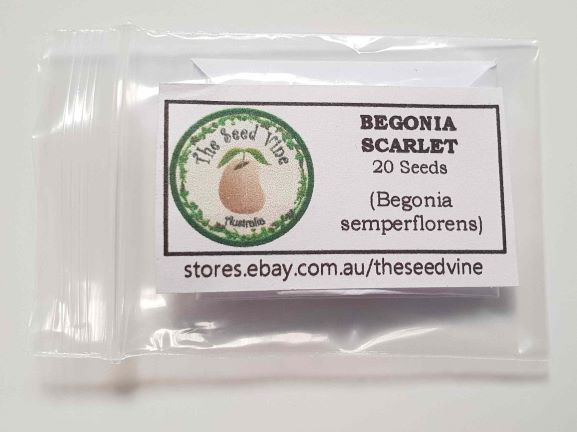 The Seed Vine
Australia
BEGONIA
SCARLET
20 Seeds
(Begonia
semperflorens)
stores.ebay.com.au/theseedvine